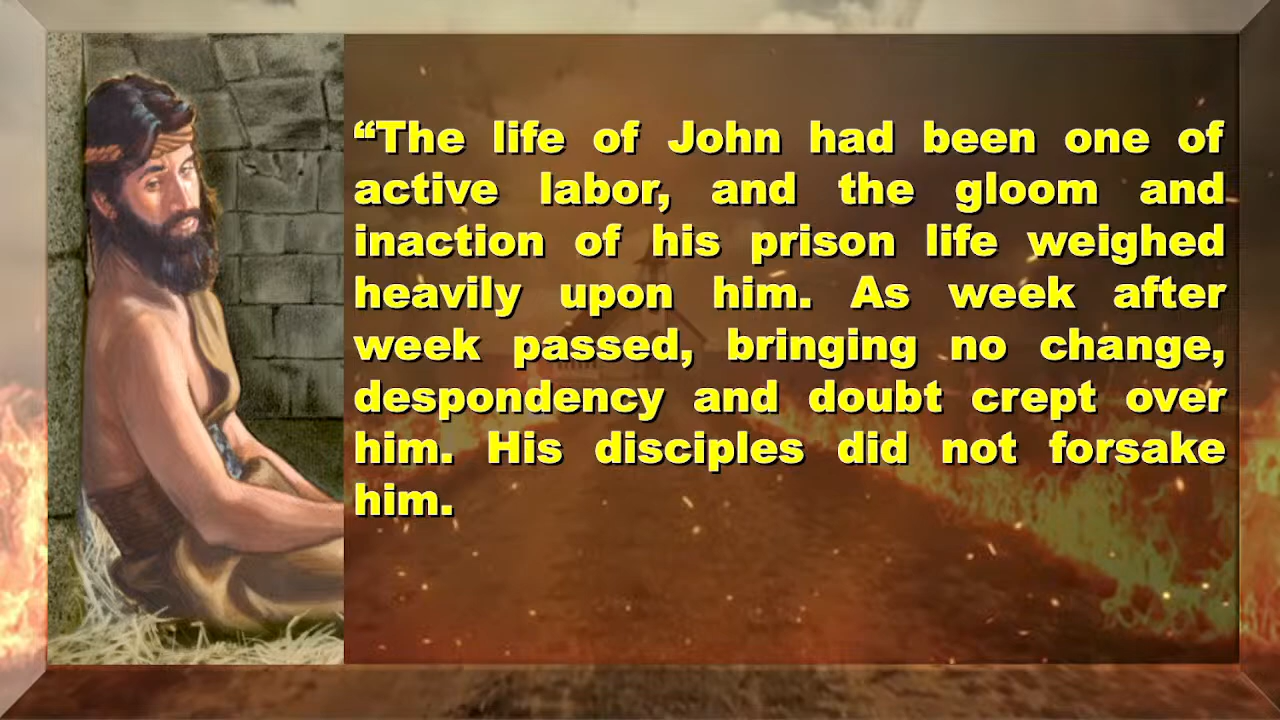 “The life of John had been one of
active labor, and the gloom and
inaction of his prison life weighed
heavily upon him. As week after
week passed, bringing no change,
despondency and doubt crept over
him. His disciples did not forsake
him.